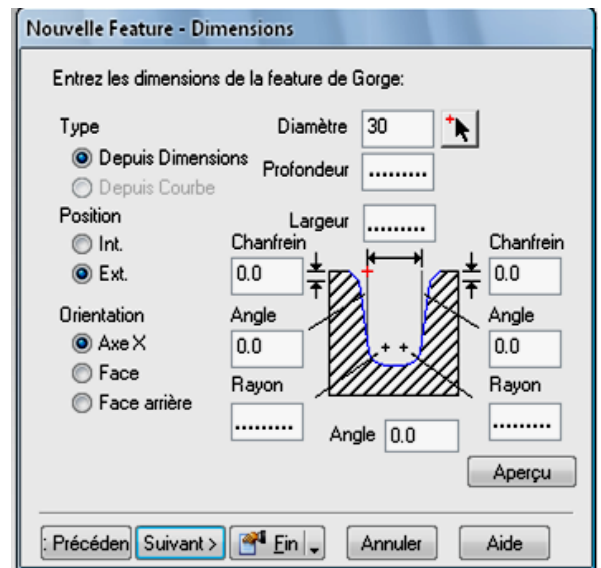 Nouvelle Feature - Dimensions
Entrez les dimensions de la feature de Gorge:
Type
Diamètre 30
Depuis Dimensions
Profondeur .........
Depuis Courbe
Position
Largeur .........
Int.
Chanfrein
Chanfrein
Ext.
0.0
0.0
Orientation
Angle
Angle
Axe X
0.0
0.0
Face
Rayon
Rayon
Face arrière
.........
.........
Angle 0.0
Aperçu
: Précéden Suivant > Fin Annuler Aide